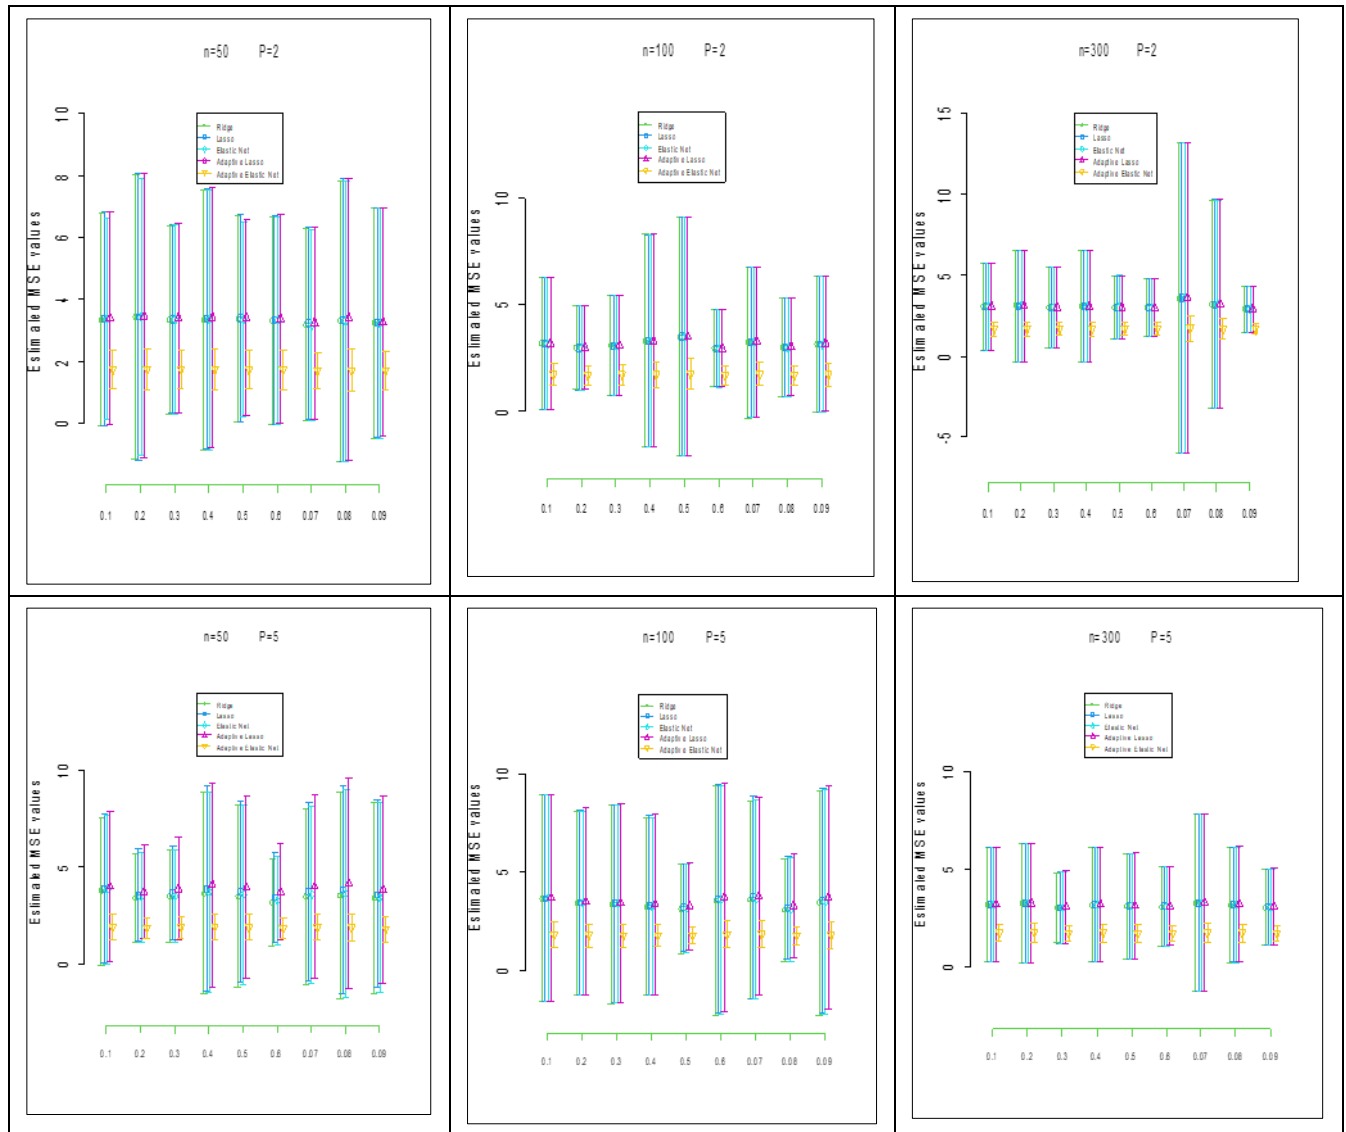 n=50 P=2
10
8
6
4
2
0
Estimaled MSE values
Ridge
Lasso
Elastic Net
Adaptive Lasso
Adaptive Elastic Net
0.1 0.2 0.3 0.4 0.5 0.6 0.07 0.08 0.09
n=100 P=2
10
5
0
Eslimaled MSE values
Ridge
Lasso
Elastic Net
Adaptive Lasso
Adaptive Elastic Net
0.1 0.2 0.3 0.4 0.5 0.6 0.07 0.08 0.09
n=300 P=2
15
10
5
0
-5
Eslimaled MSE values
Ridge
Lasso
Elastic Net
Adaptive Lasso
Adaptive Elastic Net
0.1 0.2 0.3 0.4 0.5 0.6 0.07 0.08 0.09
n=50 P=5
10
5
0
Eslimaled MSE values
Ridge
Lasso
Elastic Net
Adaptive Lasso
Adaptive Elastic Net
0.1 0.2 0.3 0.4 0.5 0.6 0.07 0.08 0.09
n=100 P=5
10
5
0
Eslimaled MSE values
Ridge
Lasso
Elastic Net
Adaptive Lasso
Adaptive Elastic Net
0.1 0.2 0.3 0.4 0.5 0.6 0.07 0.08 0.09
n=300 P=5
10
5
0
Eslimaled MSE values
Ridge
Lasso
Elastic Net
Adaptive Lasso
Adaptive Elastic Net
0.1 0.2 0.3 0.4 0.5 0.6 0.07 0.08 0.09